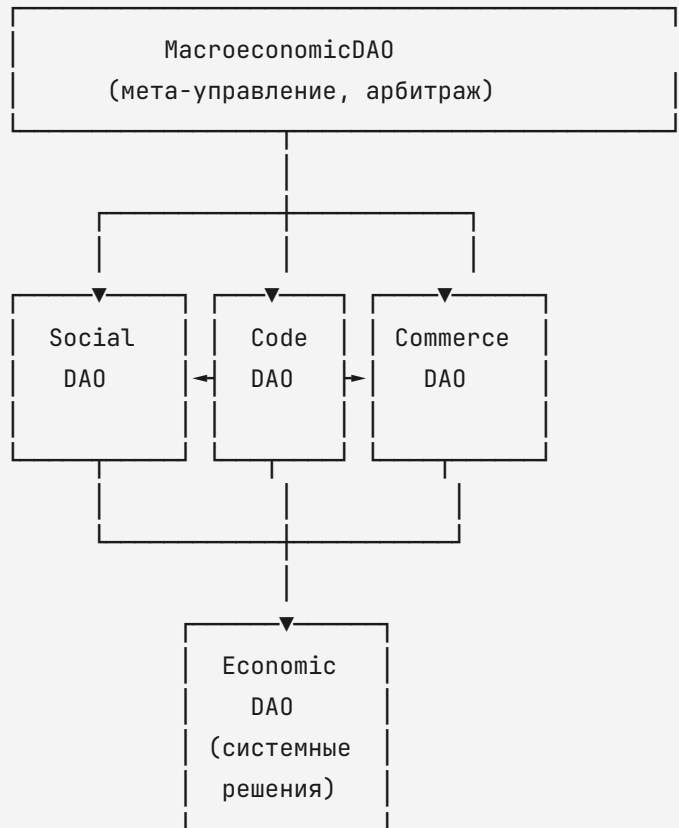 MacroeconomicDAO
(мета-управление, арбитраж)
Social Code Commerce
DAO DAO DAO
Economic
DAO
(системные
решения)